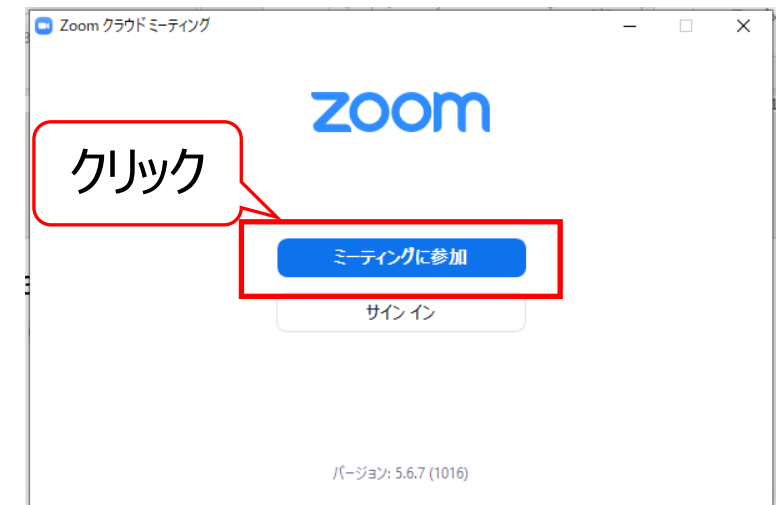 Zoom クラウド ミーティング
zoom
クリック
ミーティングに参加
サイン イン
バージョン: 5.6.7 (1016)